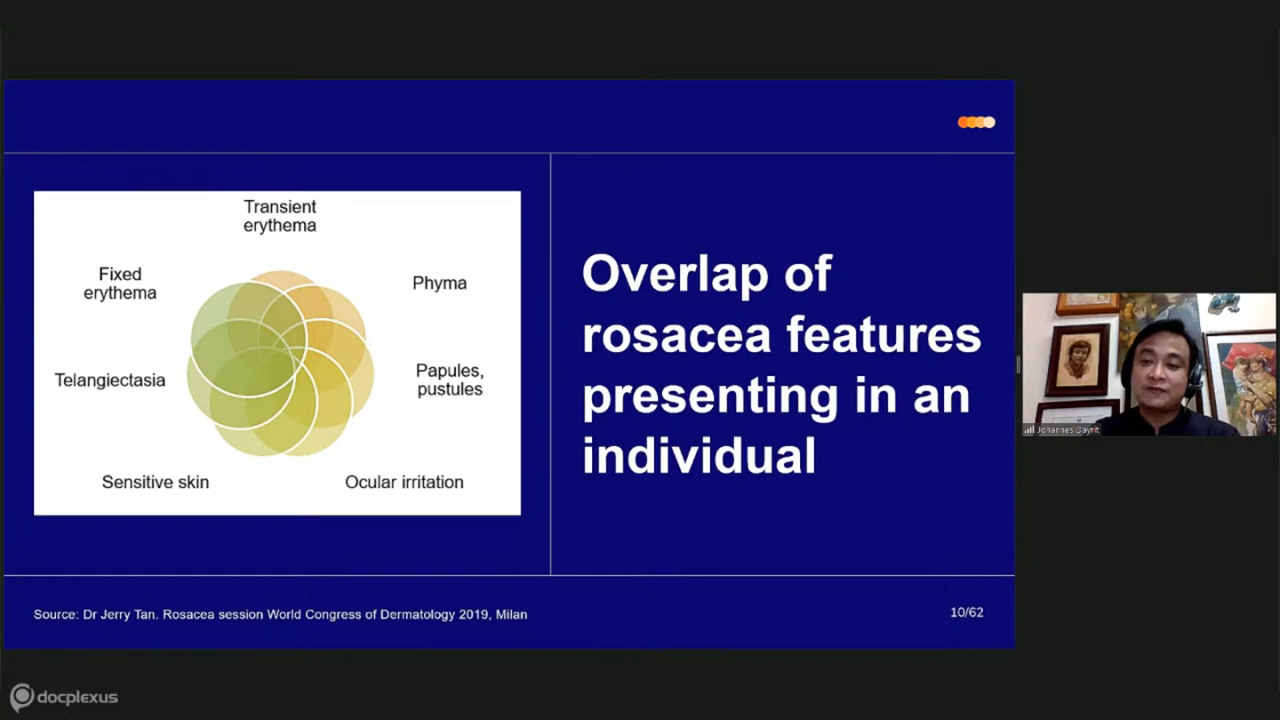 Transient
erythema
Fixed
erythema
Phyma
Telangiectasia
Papules,
pustules
Sensitive skin
Ocular irritation
Overlap of
rosacea features
presenting in an
individual
Source: Dr Jerry Tan. Rosacea session World Congress of Dermatology 2019, Milan
10/62
Johannes Dayrit
docplexus